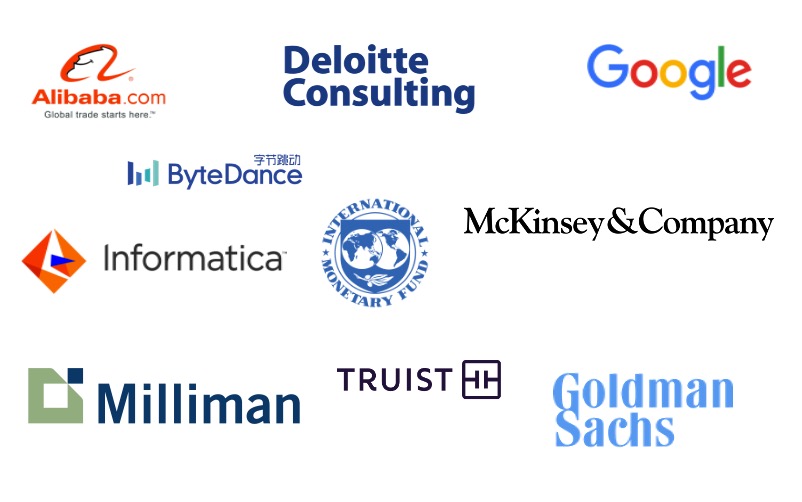 Alibaba.com
Global trade starts here.™
Deloitte
Consulting
Google
字节跳动
ByteDance
Informatica™
INTERNATIONAL
MONETARY FUND
McKinsey&Company
Milliman
TRUIST
Goldman
Sachs